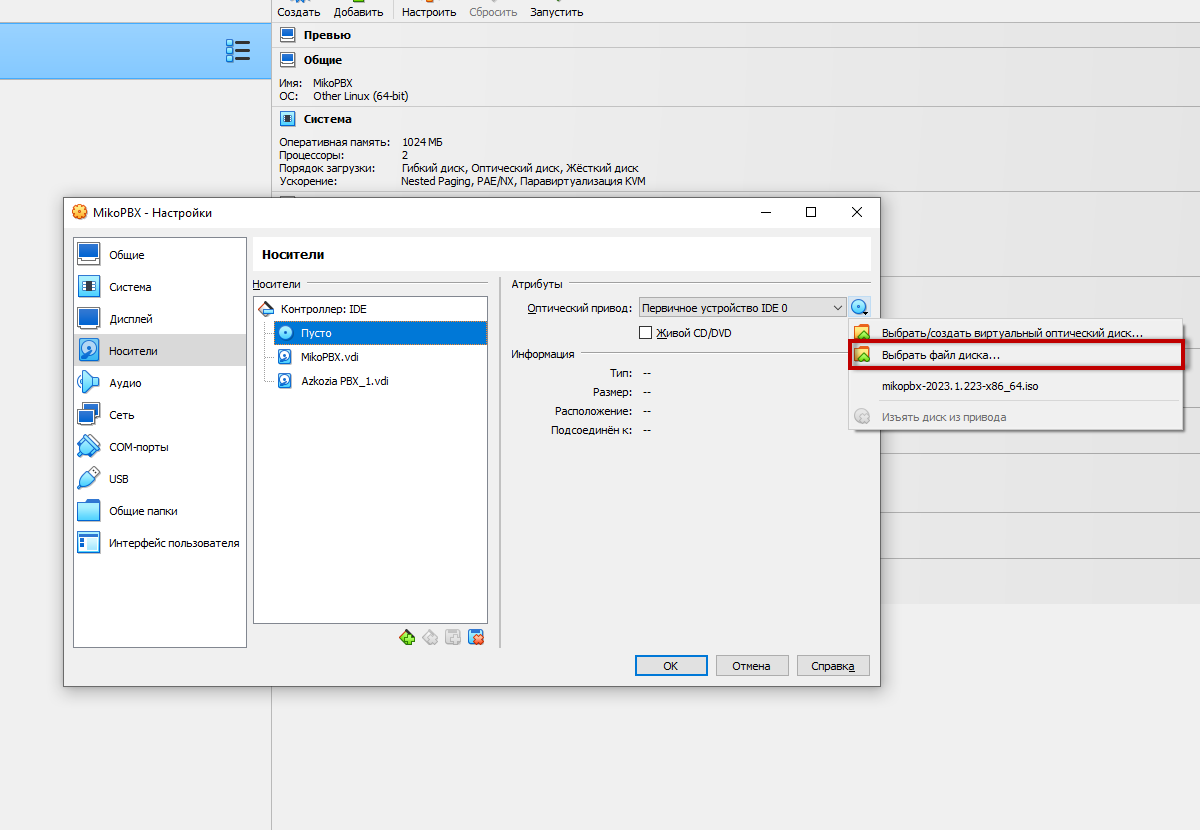 Создать Добавить Настроить Сбросить Запустить
Превью
Общие
Имя: MikoPBX
ОС: Other Linux (64-bit)
Система
Оперативная память: 1024 МБ
Процессоры: 2
Порядок загрузки: Гибкий диск, Оптический диск, Жёсткий диск
Ускорение: Nested Paging, PAE/NX, Паравиртуализация KVM
MikoPBX - Настройки
Общие
Система
Дисплей
Носители
Аудио
Сеть
COM-порты
USB
Общие папки
Интерфейс пользователя
Носители
Носители
Контроллер: IDE
Пусто
MikoPBX.vdi
Azkozia PBX_1.vdi
Атрибуты
Оптический привод: Первичное устройство IDE 0
Живой CD/DVD
Информация
Тип: --
Размер: --
Расположение: --
Подсоединён к: --
Выбрать/создать виртуальный оптический диск...
Выбрать файл диска...
mikopbx-2023.1.223-x86_64.iso
Изъять диск из привода
OK Отмена Справка